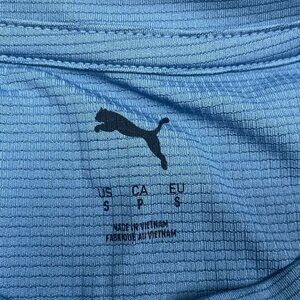 US CA EU
S P S
MADE IN VIETNAM
FABRIQUÉ AU VIETNAM